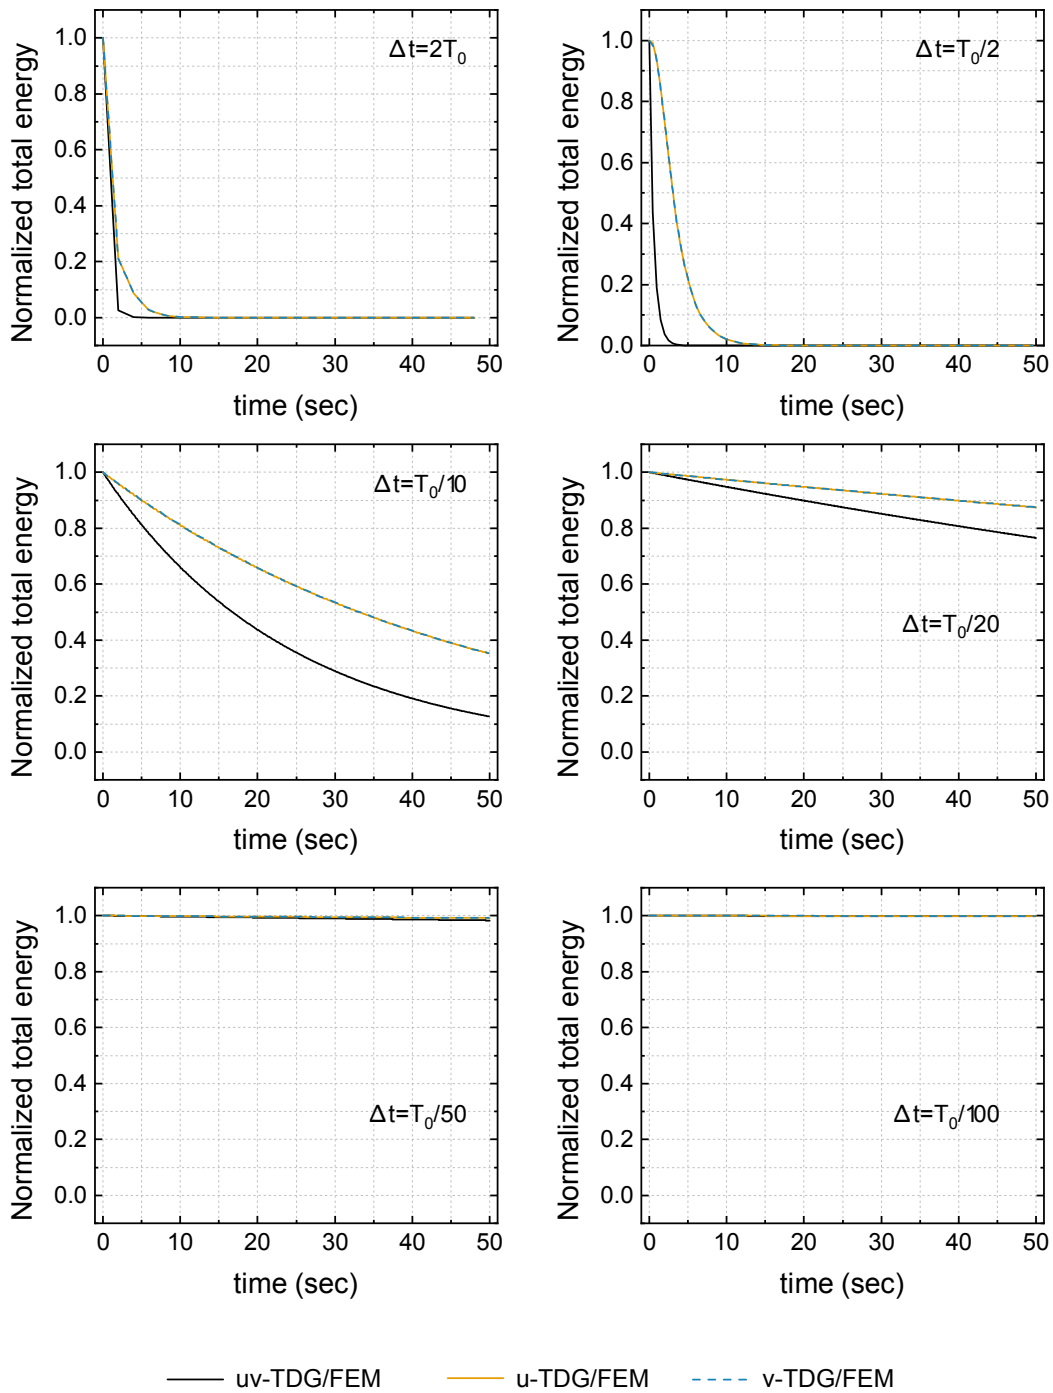 Normalized total energy
1.0
0.8
0.6
0.4
0.2
0.0
Δt=2T₀
0 10 20 30 40 50
time (sec)
Normalized total energy
1.0
0.8
0.6
0.4
0.2
0.0
Δt=T₀/2
0 10 20 30 40 50
time (sec)
Normalized total energy
1.0
0.8
0.6
0.4
0.2
0.0
Δt=T₀/10
0 10 20 30 40 50
time (sec)
Normalized total energy
1.0
0.8
0.6
0.4
0.2
0.0
Δt=T₀/20
0 10 20 30 40 50
time (sec)
Normalized total energy
1.0
0.8
0.6
0.4
0.2
0.0
Δt=T₀/50
0 10 20 30 40 50
time (sec)
Normalized total energy
1.0
0.8
0.6
0.4
0.2
0.0
Δt=T₀/100
0 10 20 30 40 50
time (sec)
uv-TDG/FEM u-TDG/FEM v-TDG/FEM